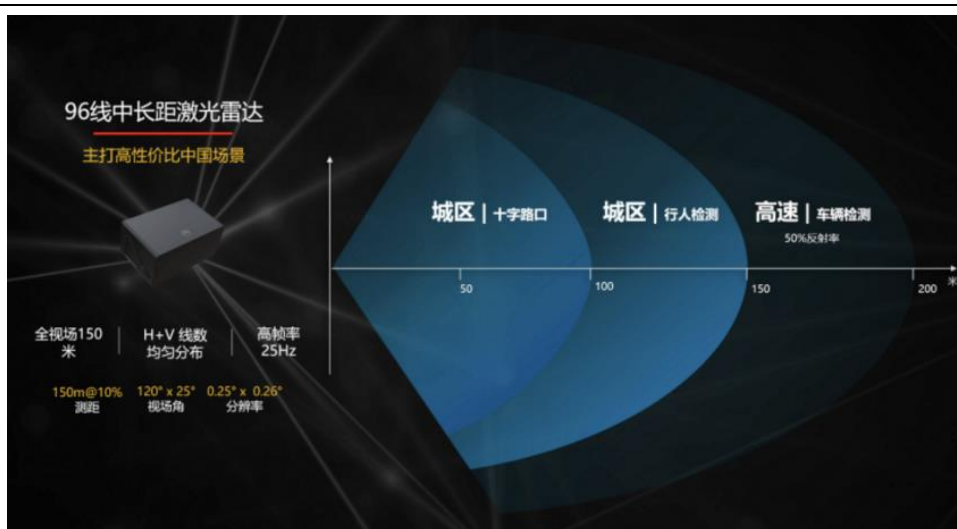 96线中长距激光雷达
主打高性价比中国场景
城区 | 十字路口
城区 | 行人检测
高速 | 车辆检测
50%反射率
50
100
150
200
米
全视场150
米
H+V 线数
均匀分布
高帧率
25Hz
150m@10%
测距
120° x 25°
视场角
0.25° x 0.26°
分辨率